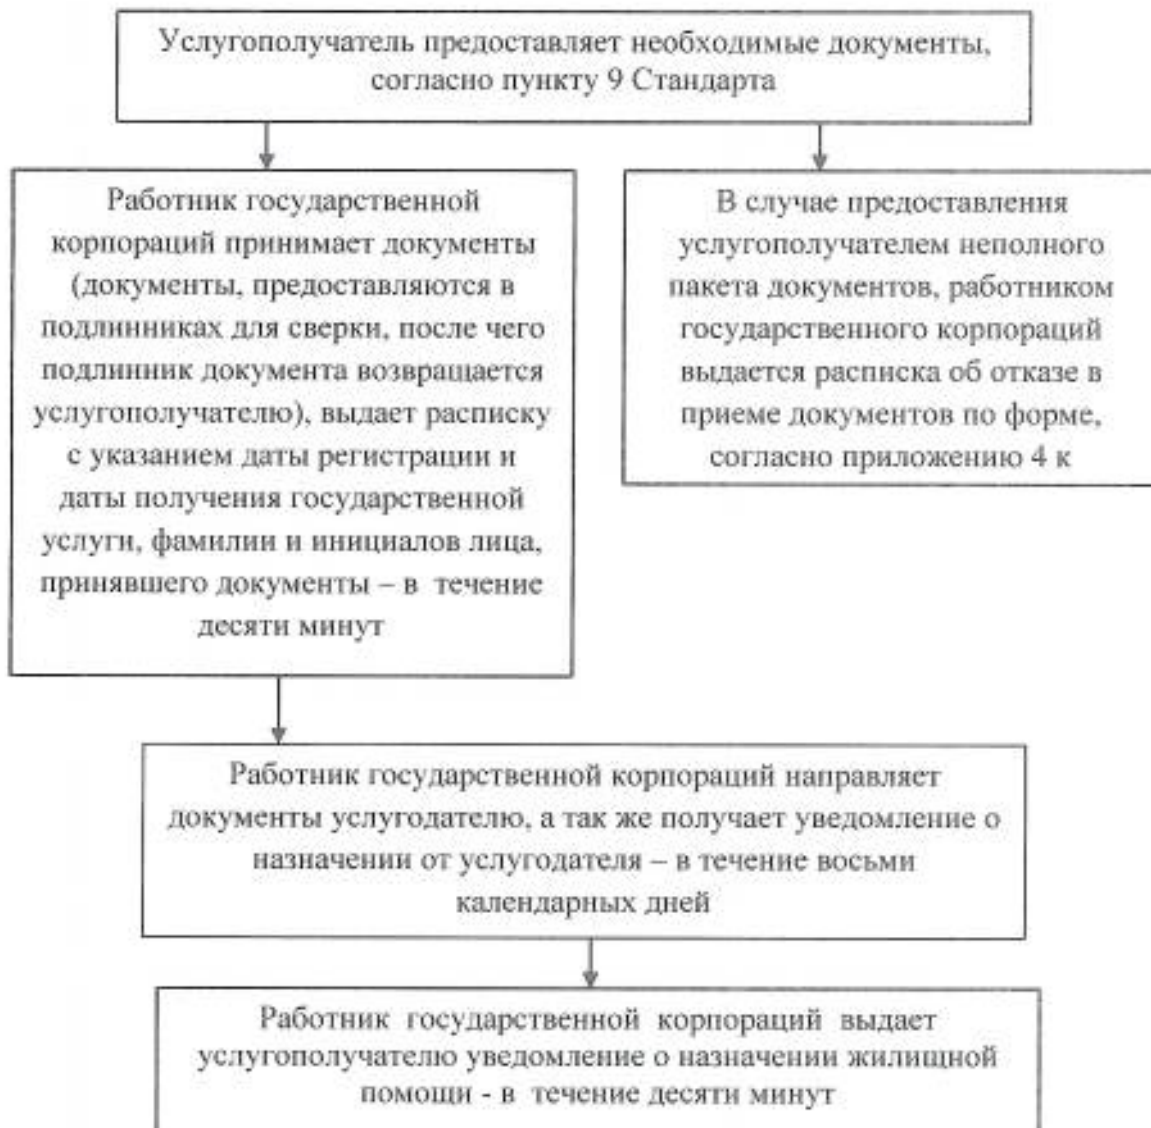 Услугополучатель предоставляет необходимые документы,
согласно пункту 9 Стандарта
Работник государственной
корпораций принимает документы
(документы, предоставляются в
подлинниках для сверки, после чего
подлинник документа возвращается
услугополучателю), выдает расписку
с указанием даты регистрации и
даты получения государственной
услуги, фамилии и инициалов лица,
принявшего документы – в течение
десяти минут
В случае предоставления
услугополучателем неполного
пакета документов, работником
государственного корпораций
выдается расписка об отказе в
приеме документов по форме,
согласно приложению 4 к
Работник государственной корпораций направляет
документы услугодателю, а так же получает уведомление о
назначении от услугодателя – в течение восьми
календарных дней
Работник государственной корпораций выдает
услугополучателю уведомление о назначении жилищной
помощи - в течение десяти минут